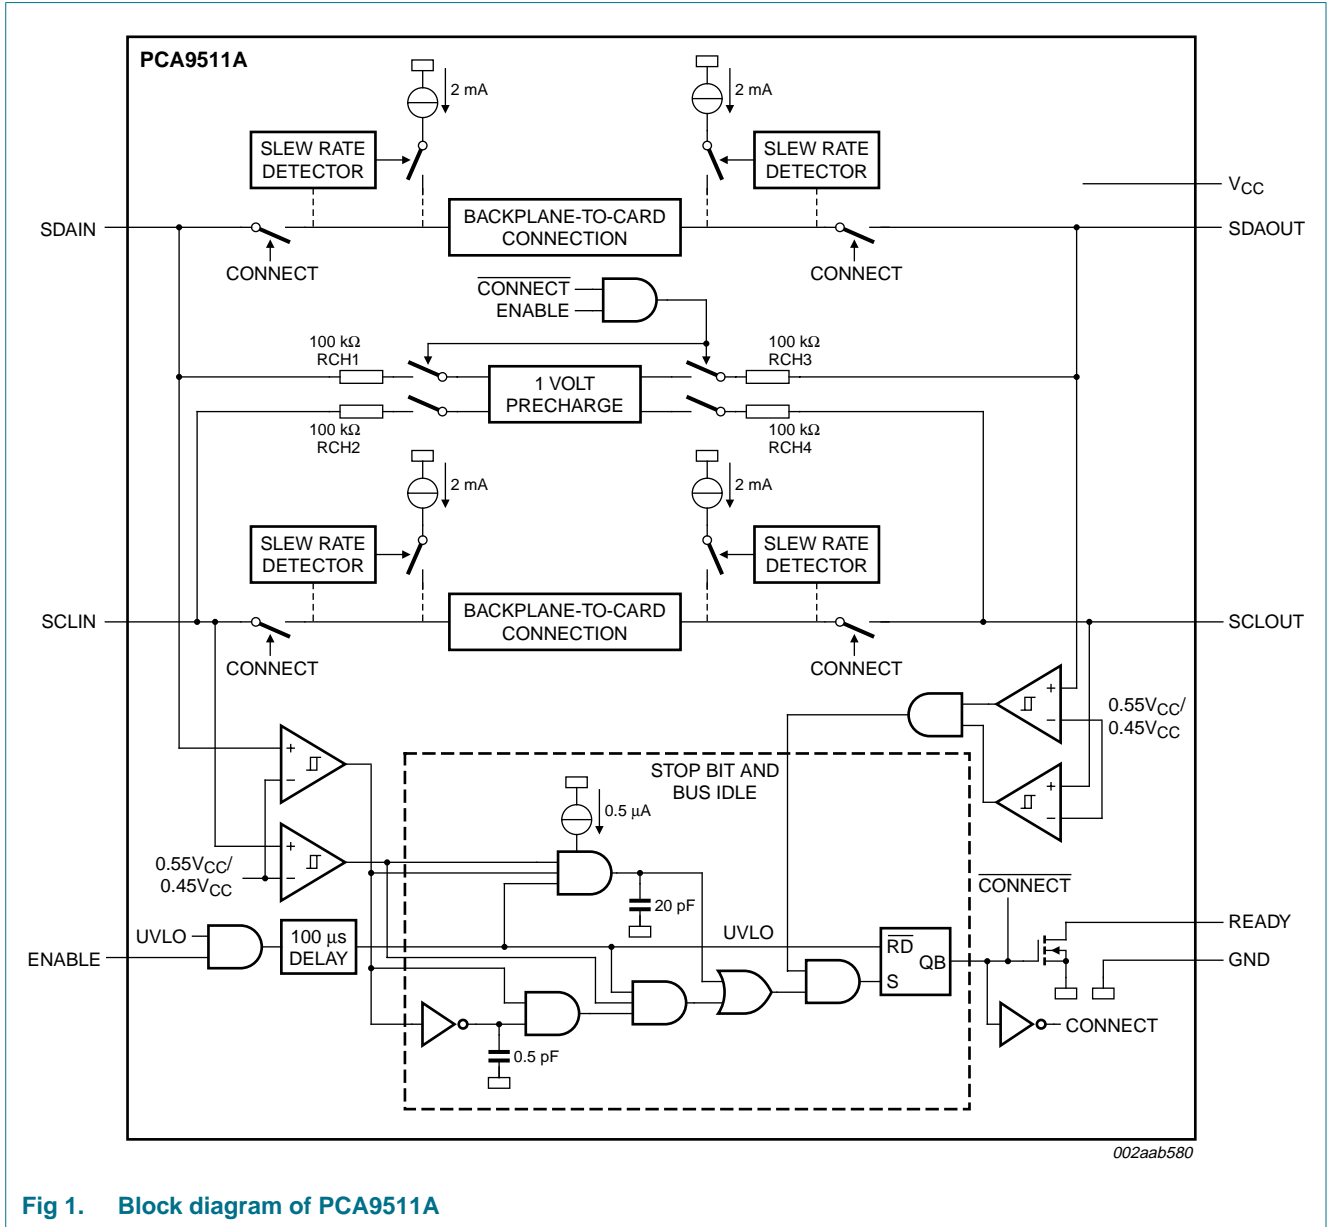 PCA9511A
2 mA
2 mA
SLEW RATE
DETECTOR
SLEW RATE
DETECTOR
VCC
SDAIN
BACKPLANE-TO-CARD
CONNECTION
SDAOUT
CONNECT
CONNECT
CONNECT
ENABLE
100 kΩ
RCH1
100 kΩ
RCH3
1 VOLT
PRECHARGE
100 kΩ
RCH2
100 kΩ
RCH4
2 mA
2 mA
SLEW RATE
DETECTOR
SLEW RATE
DETECTOR
SCLIN
BACKPLANE-TO-CARD
CONNECTION
SCLOUT
CONNECT
CONNECT
+
−
0.55VCC/
0.45VCC
+
−
STOP BIT AND
BUS IDLE
+
−
0.5 µA
+
−
0.55VCC/
0.45VCC
20 pF
CONNECT
UVLO
100 µs
DELAY
UVLO
RD
QB
S
READY
ENABLE
GND
0.5 pF
CONNECT
002aab580
Fig 1. Block diagram of PCA9511A